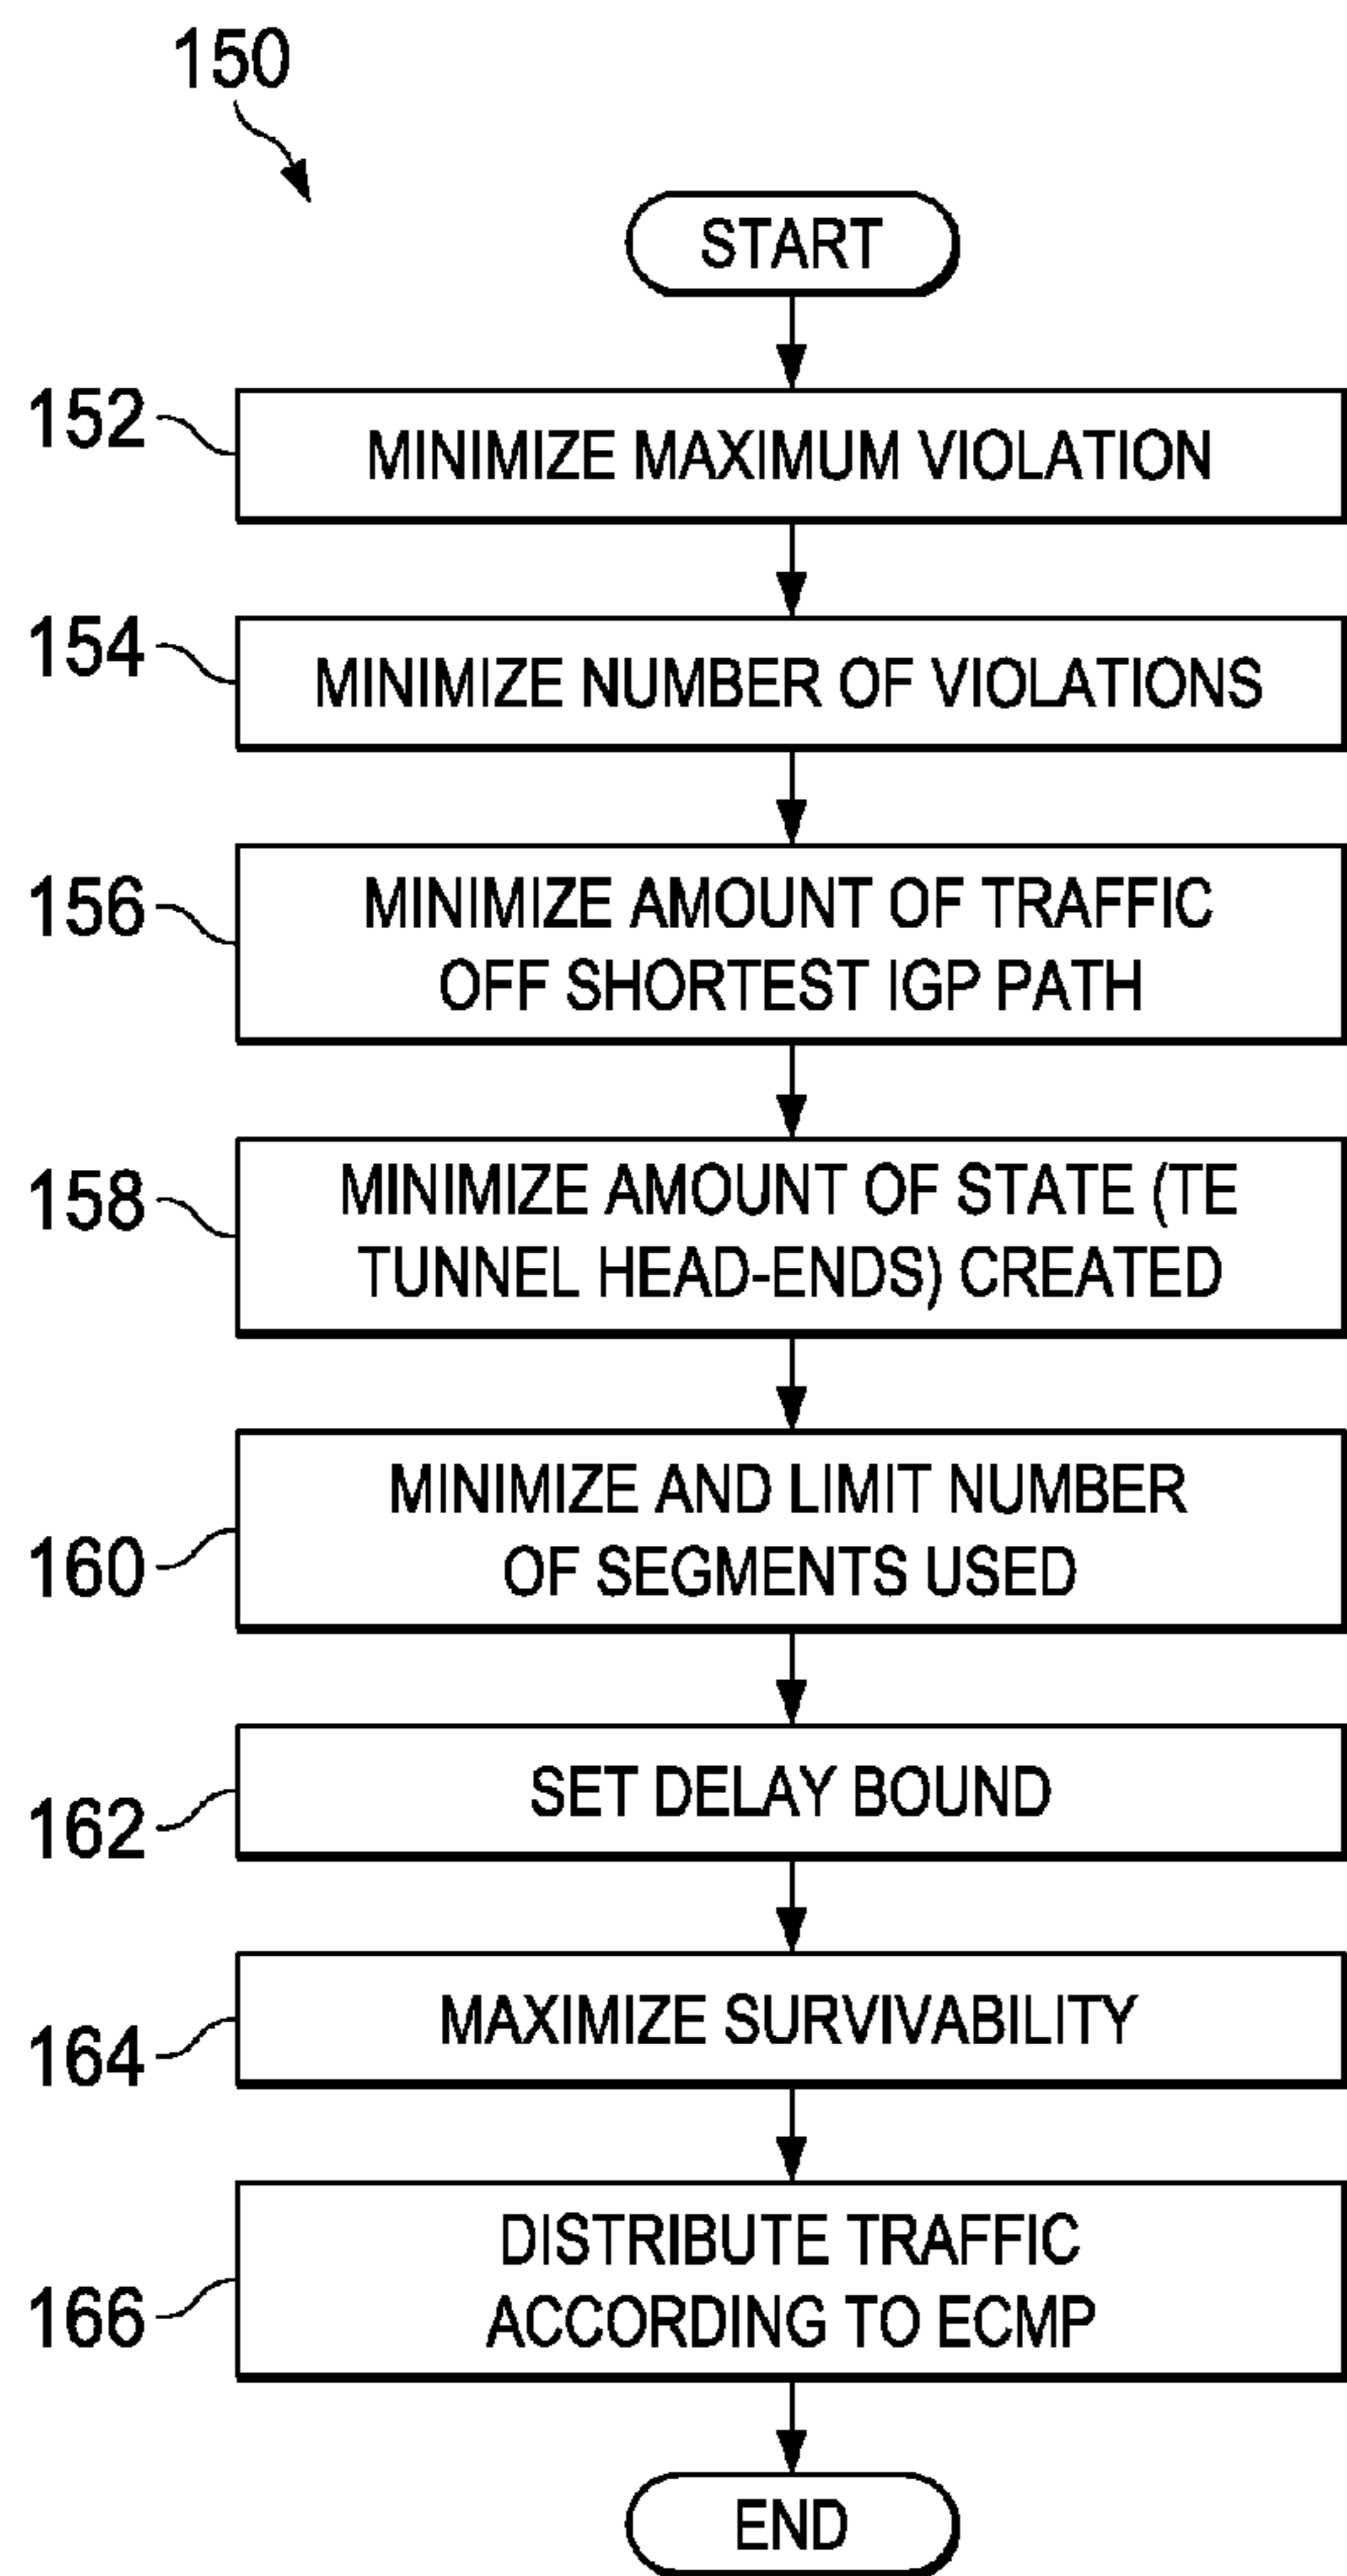 150
START
152
MINIMIZE MAXIMUM VIOLATION
154
MINIMIZE NUMBER OF VIOLATIONS
156
MINIMIZE AMOUNT OF TRAFFIC
OFF SHORTEST IGP PATH
158
MINIMIZE AMOUNT OF STATE (TE
TUNNEL HEAD-ENDS) CREATED
160
MINIMIZE AND LIMIT NUMBER
OF SEGMENTS USED
162
SET DELAY BOUND
164
MAXIMIZE SURVIVABILITY
166
DISTRIBUTE TRAFFIC
ACCORDING TO ECMP
END